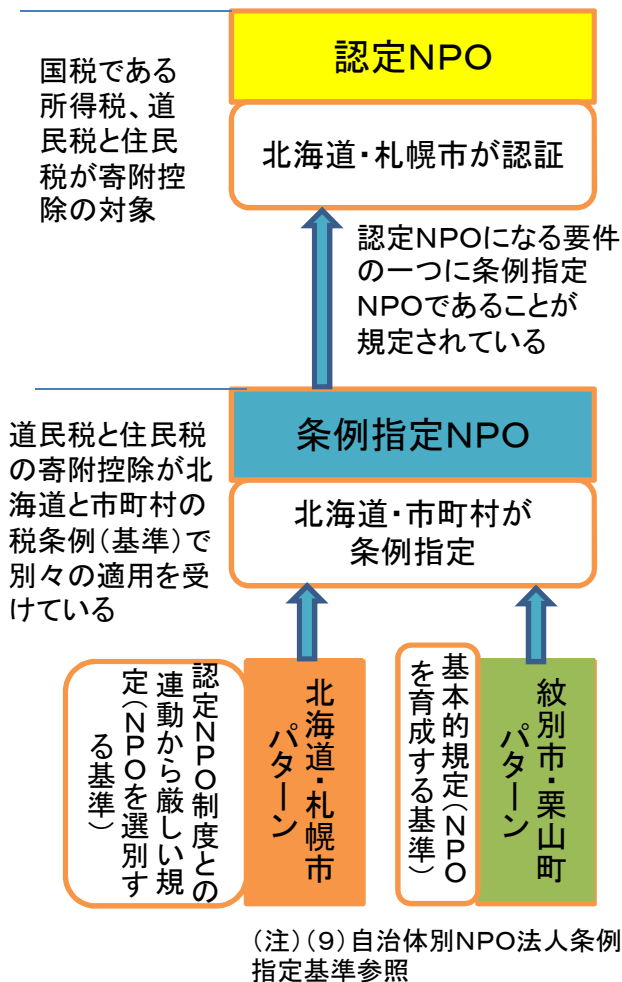 認定NPO
北海道・札幌市が認証
国税である
所得税、道
民税と住民
税が寄附控
除の対象
認定NPOになる要件
の一つに条例指定
NPOであることが
規定されている
条例指定NPO
北海道・市町村が
条例指定
道民税と住民税
の寄附控除が北
海道と市町村の
税条例(基準)で
別々の適用を受
けている
認定NPO制度との
連動から厳しい規
定(NPOを選別す
る基準)
北海道・札幌市
パターン
基本的規定(NPO
を育成する基準)
紋別市・栗山町
パターン
(注)(9)自治体別NPO法人条例
指定基準参照